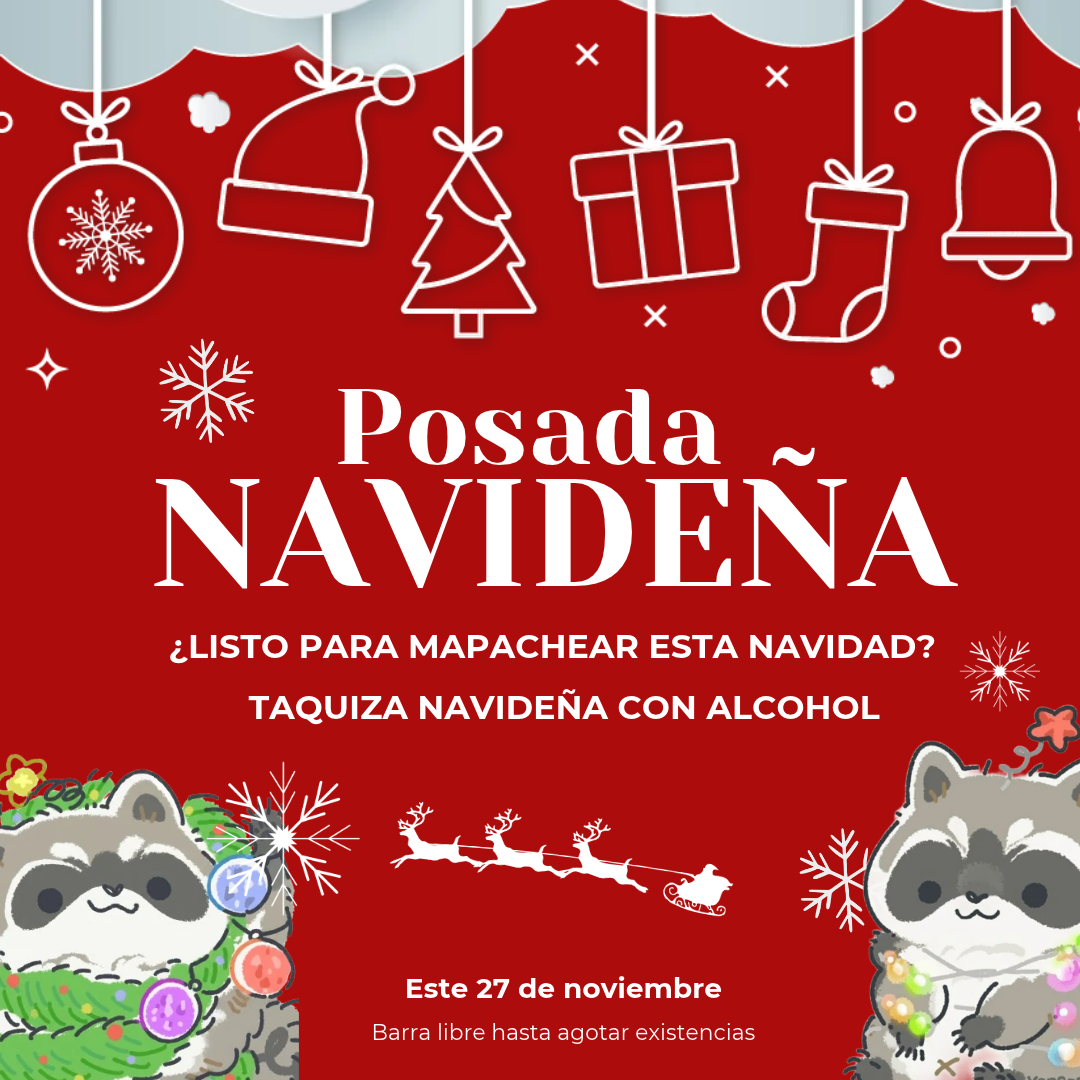 Posada
NAVIDEÑA
¿LISTO PARA MAPACHEAR ESTA NAVIDAD?
TAQUIZA NAVIDEÑA CON ALCOHOL
Este 27 de noviembre
Barra libre hasta agotar existencias